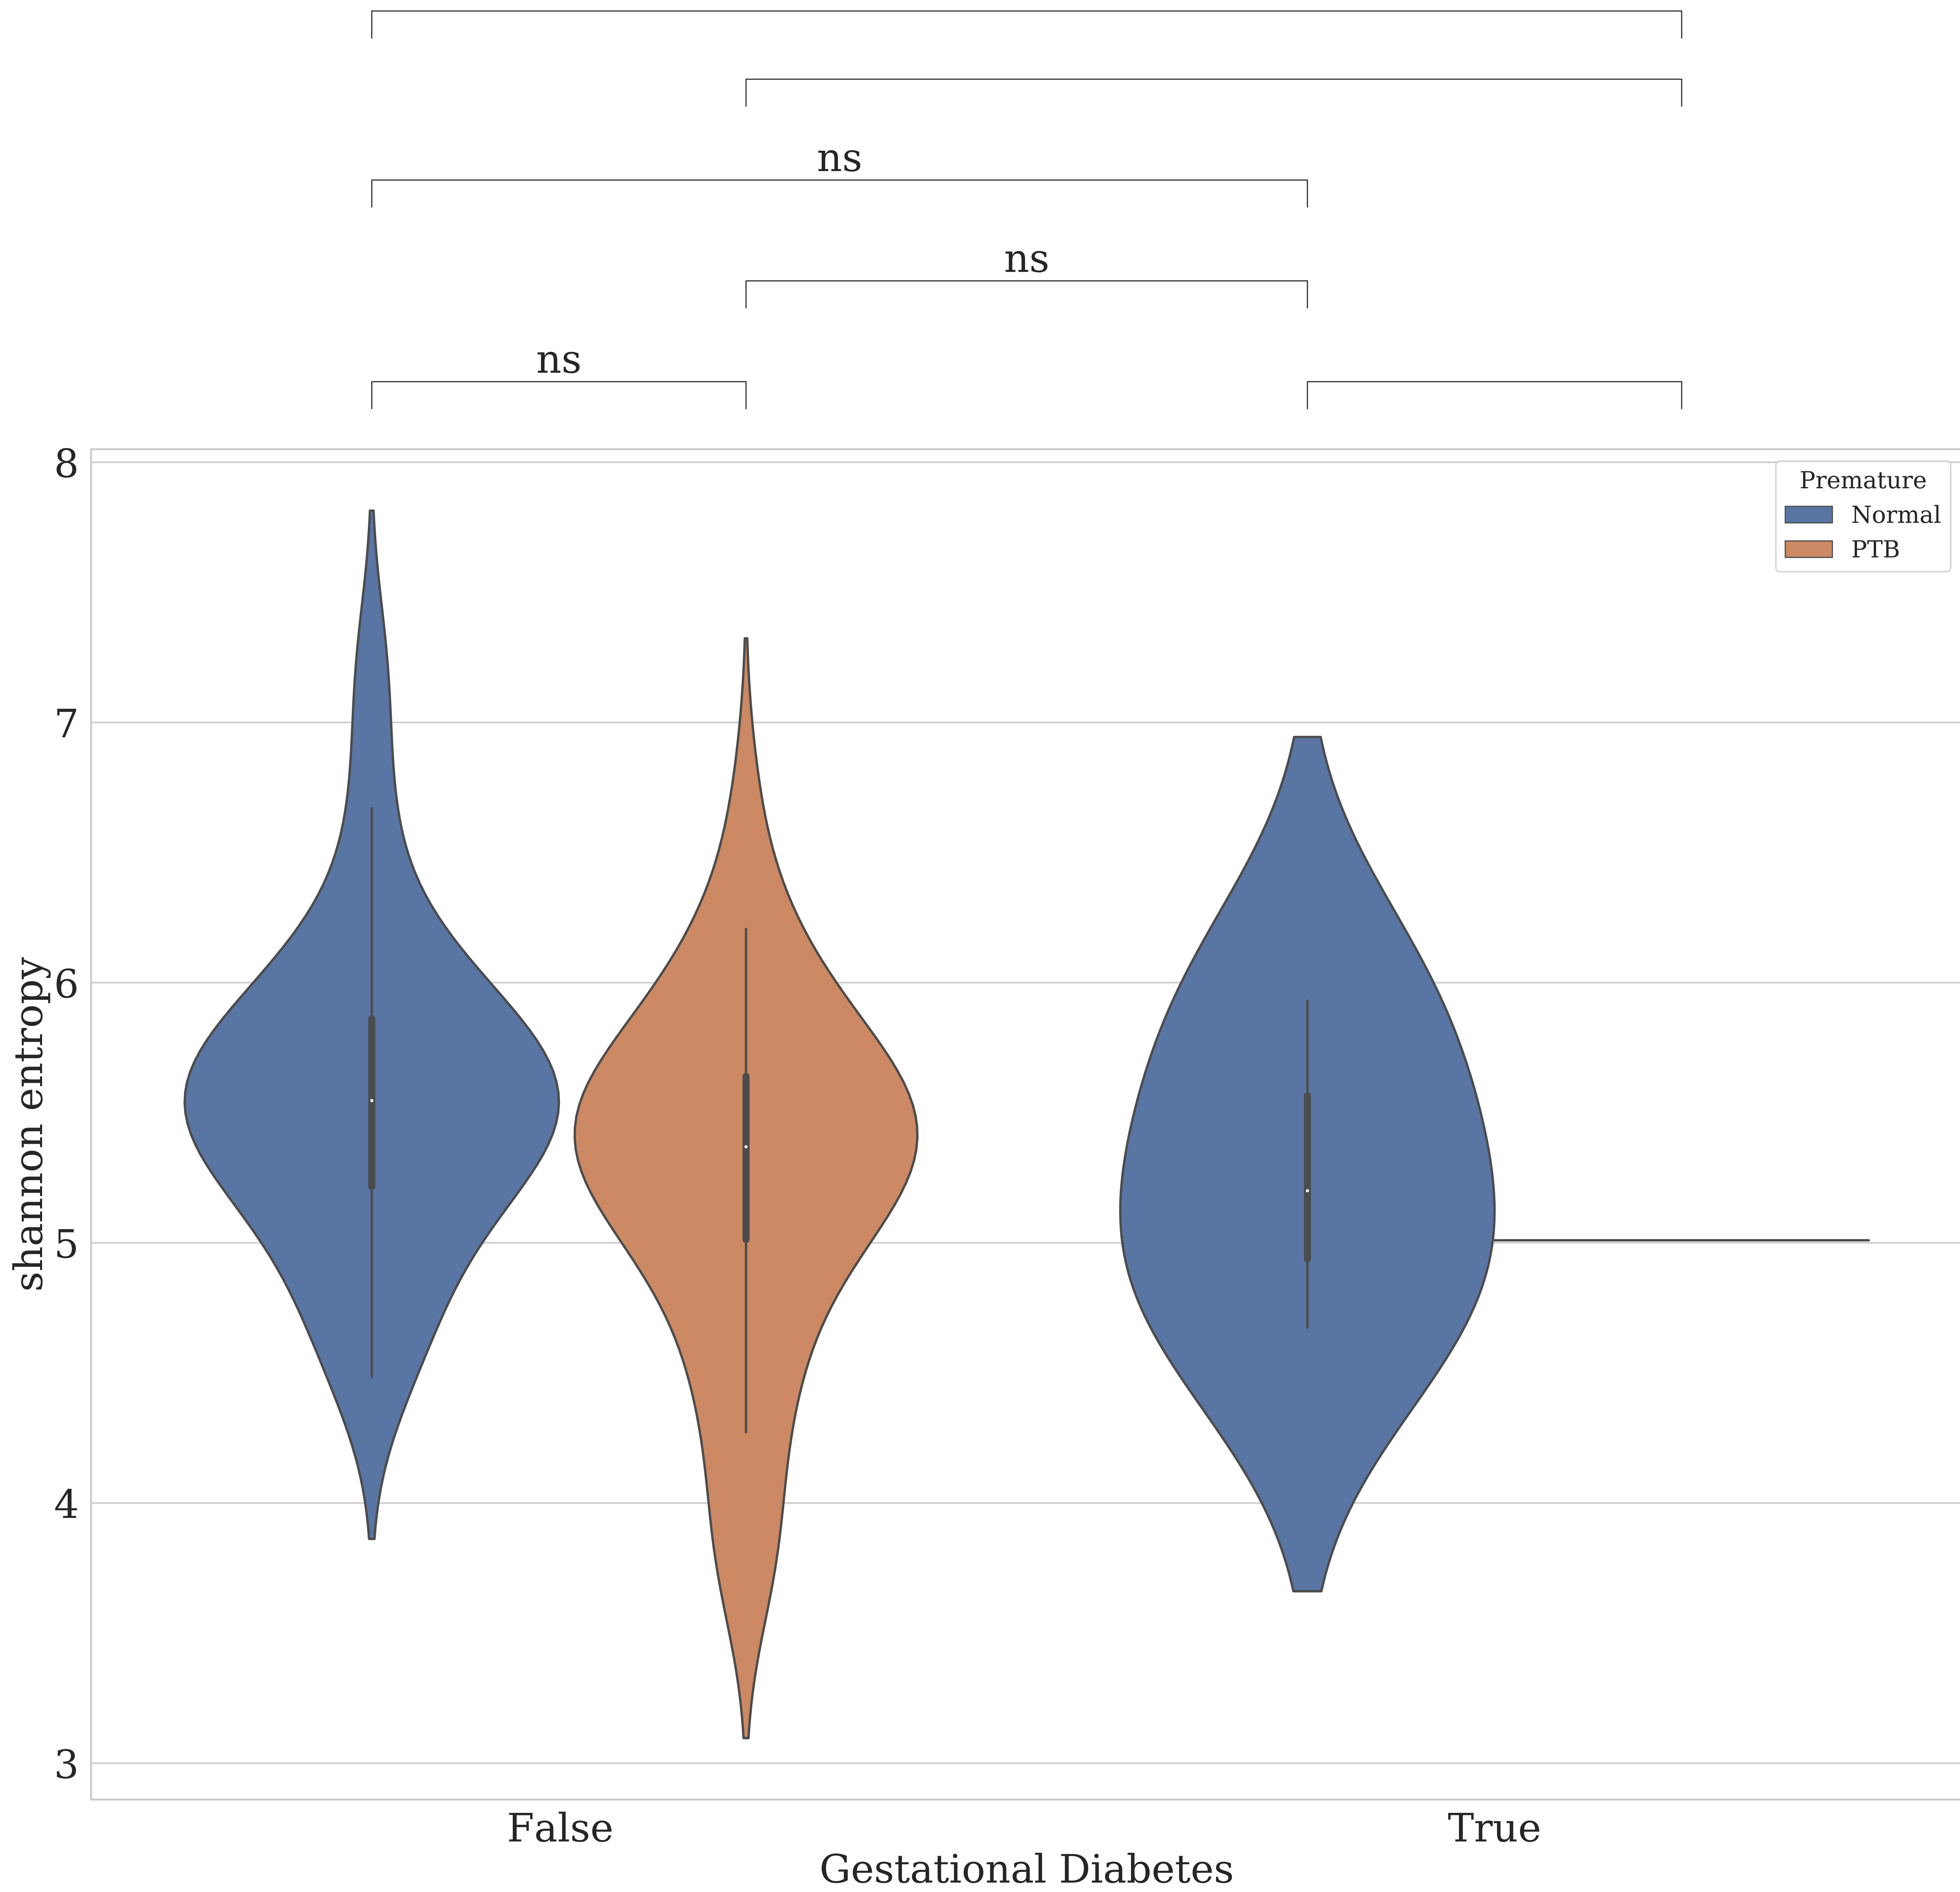 ns
ns
ns
8
7
6
5
4
3
shannon entropy
Premature
Normal
PTB
False
True
Gestational Diabetes